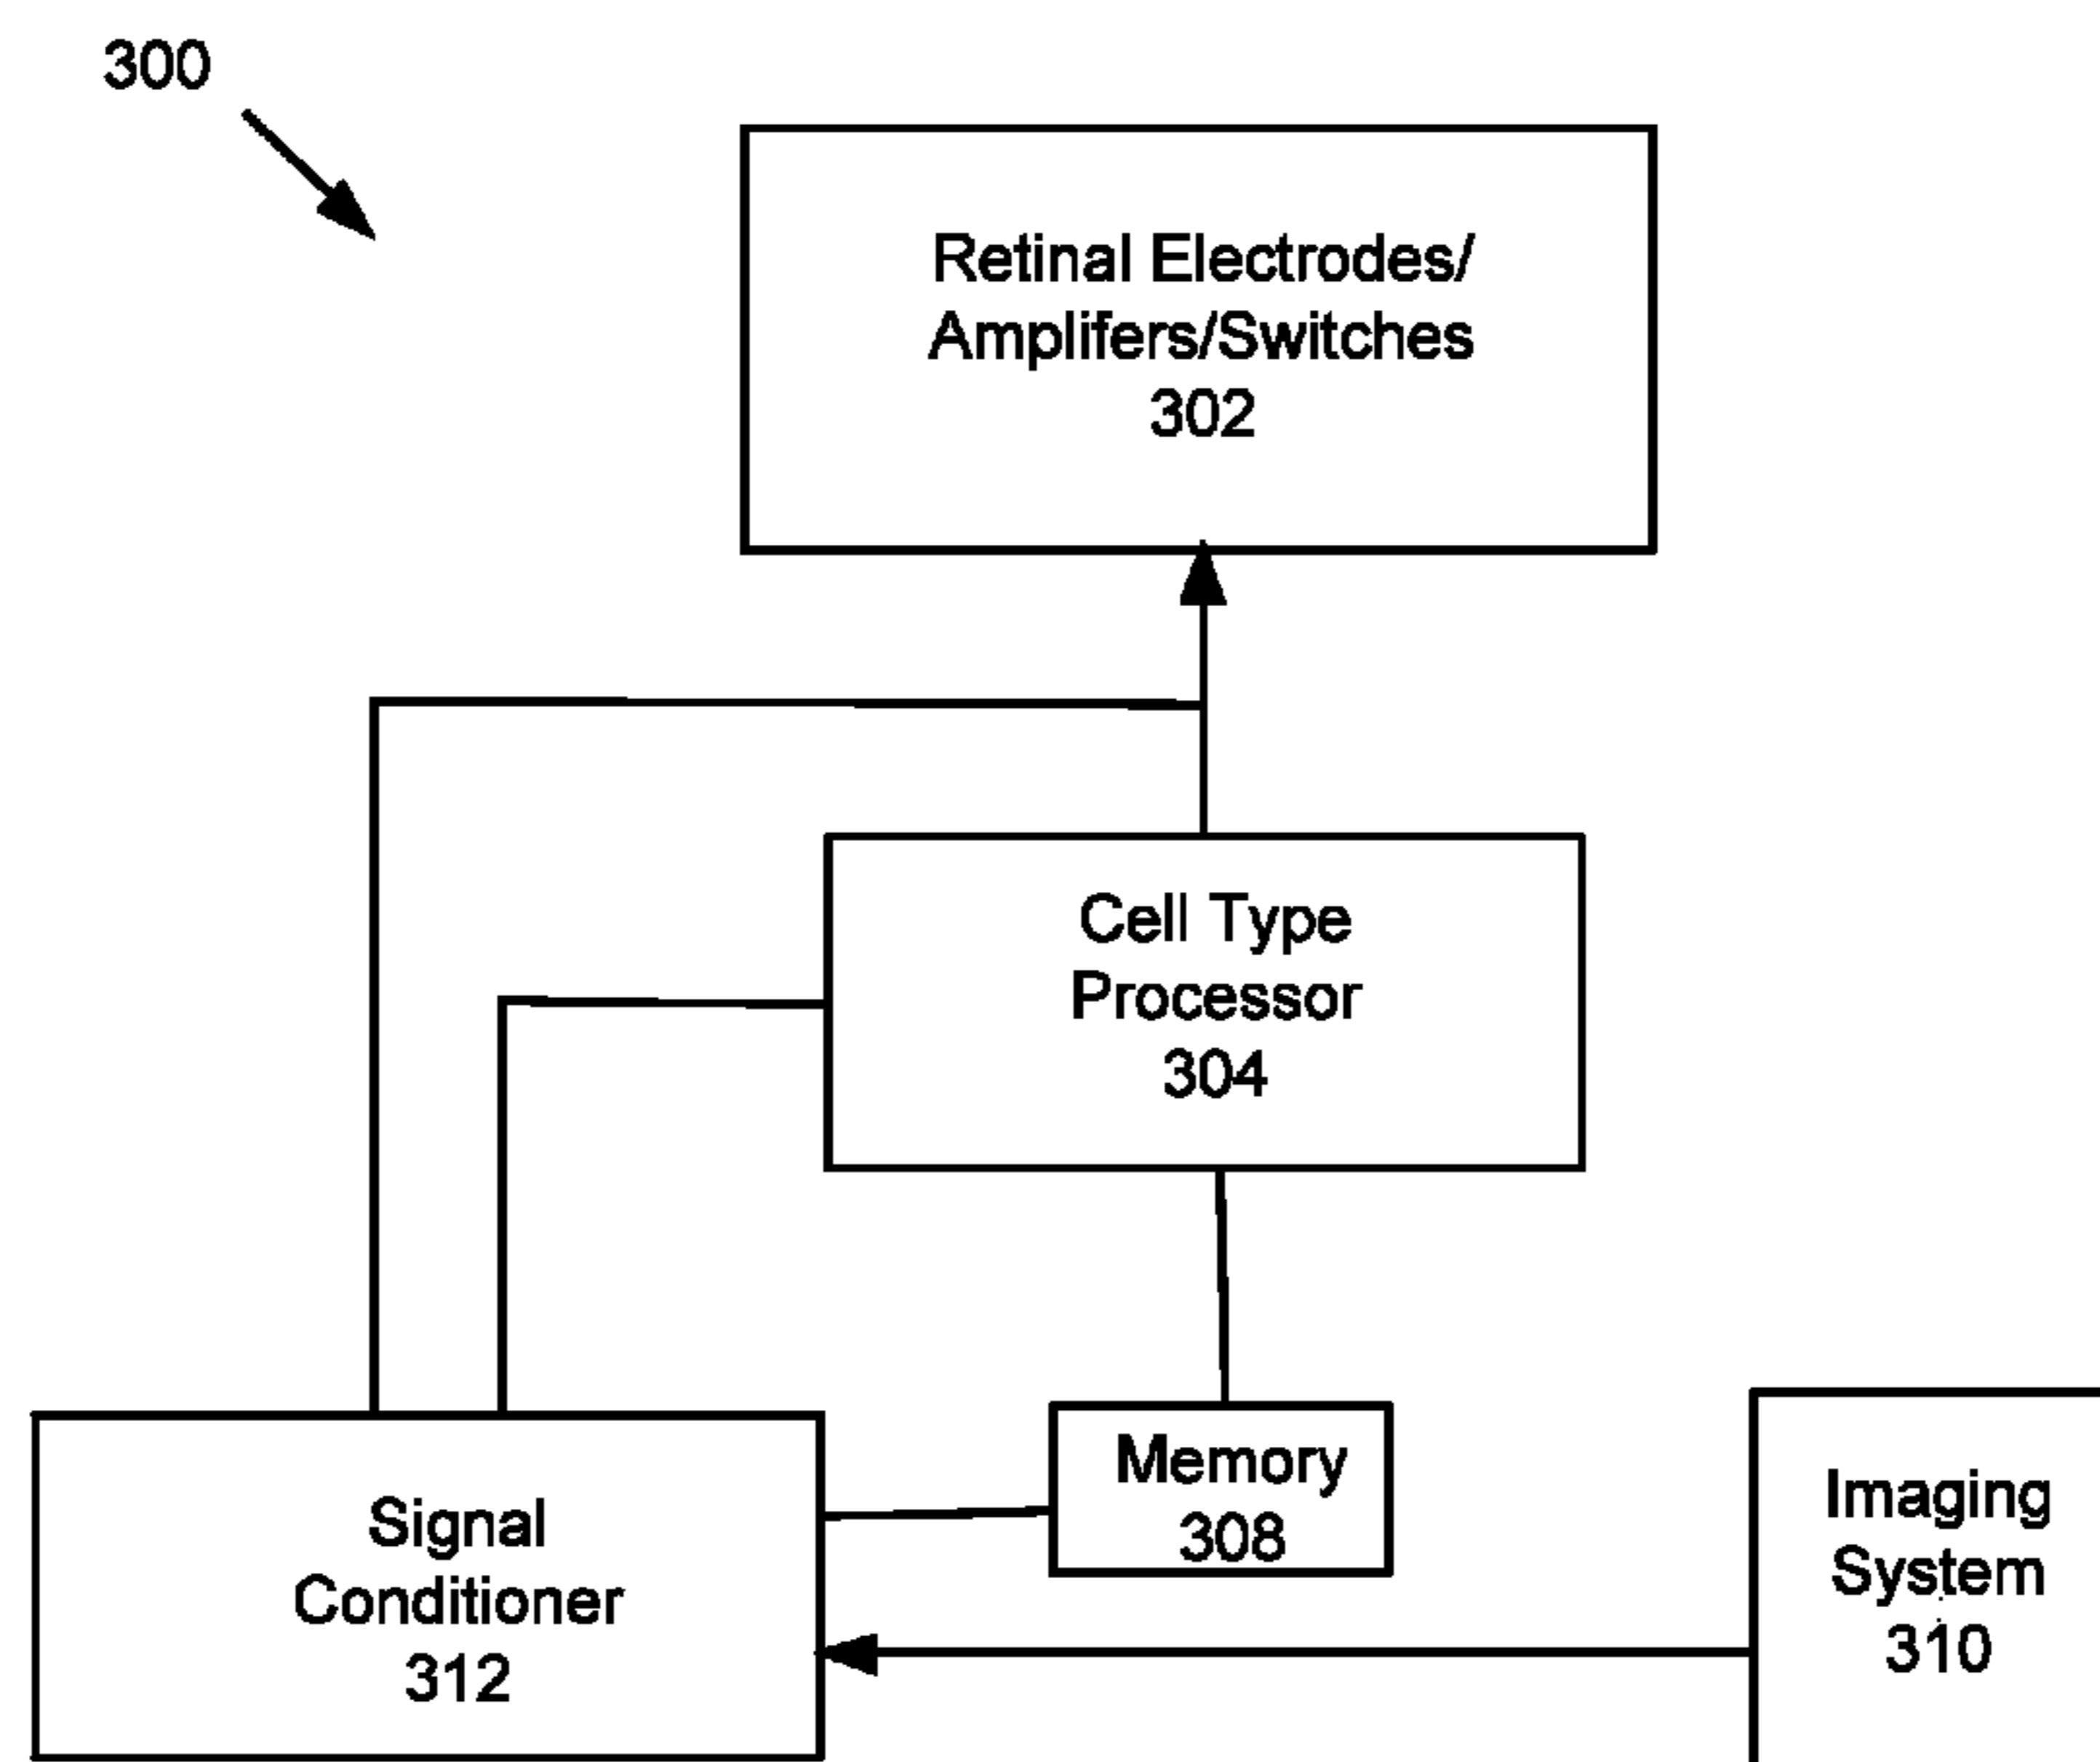 300
Retinal Electrodes/
Amplifers/Switches
302
Cell Type
Processor
304
Memory
308
Imaging
System
310
Signal
Conditioner
312